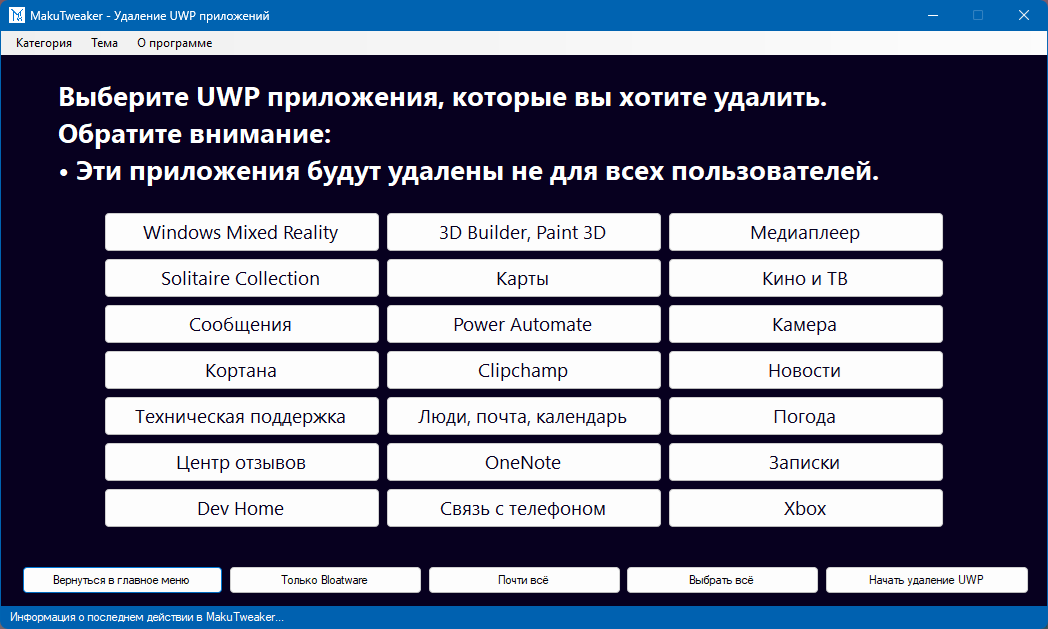 MakuTweaker - Удаление UWP приложений
Категория Тема О программе
Выберите UWP приложения, которые вы хотите удалить.
Обратите внимание:
• Эти приложения будут удалены не для всех пользователей.
Windows Mixed Reality 3D Builder, Paint 3D Медиаплеер
Solitaire Collection Карты Кино и ТВ
Сообщения Power Automate Камера
Кортана Clipchamp Новости
Техническая поддержка Люди, почта, календарь Погода
Центр отзывов OneNote Записки
Dev Home Связь с телефоном Xbox
Вернуться в главное меню Только Bloatware Почти всё Выбрать всё Начать удаление UWP
Информация о последнем действии в MakuTweaker...